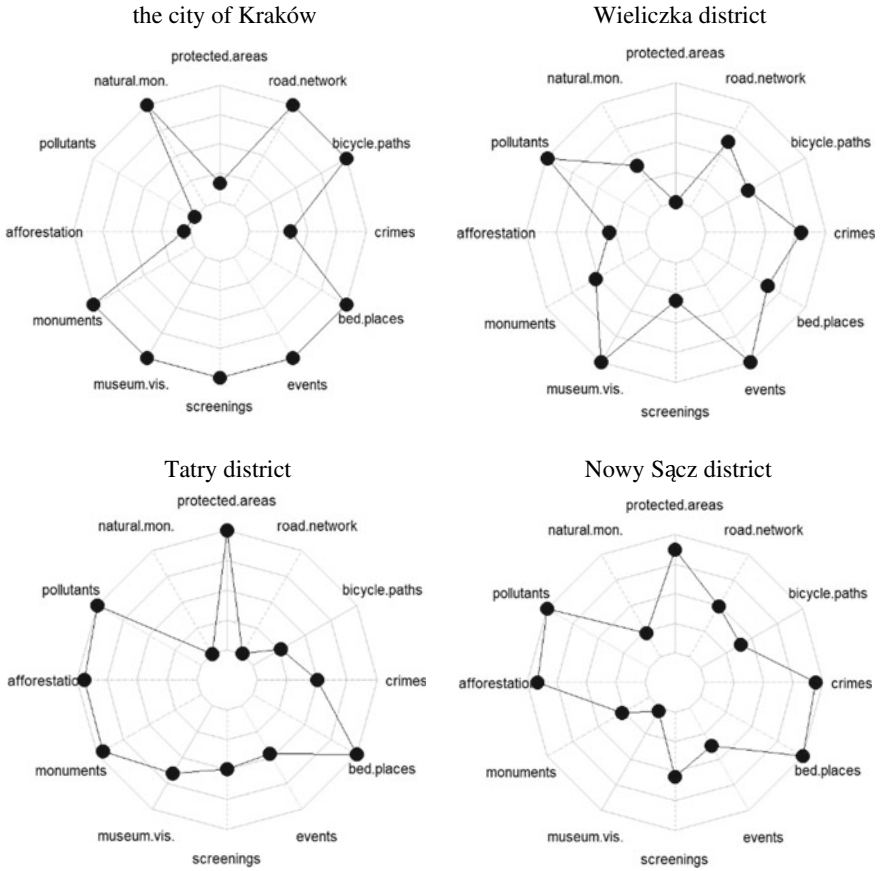 the city of Kraków
protected.areas
natural.mon.
road.network
pollutants
bicycle.paths
afforestation
crimes
monuments
bed.places
museum.vis.
events
screenings
Wieliczka district
protected.areas
natural.mon.
road.network
pollutants
bicycle.paths
afforestation
crimes
monuments
bed.places
museum.vis.
events
screenings
Tatry district
protected.areas
natural.mon.
road.network
pollutants
bicycle.paths
afforestation
crimes
monuments
bed.places
museum.vis.
events
screenings
Nowy Sącz district
protected.areas
natural.mon.
road.network
pollutants
bicycle.paths
afforestation
crimes
monuments
bed.places
museum.vis.
events
screenings